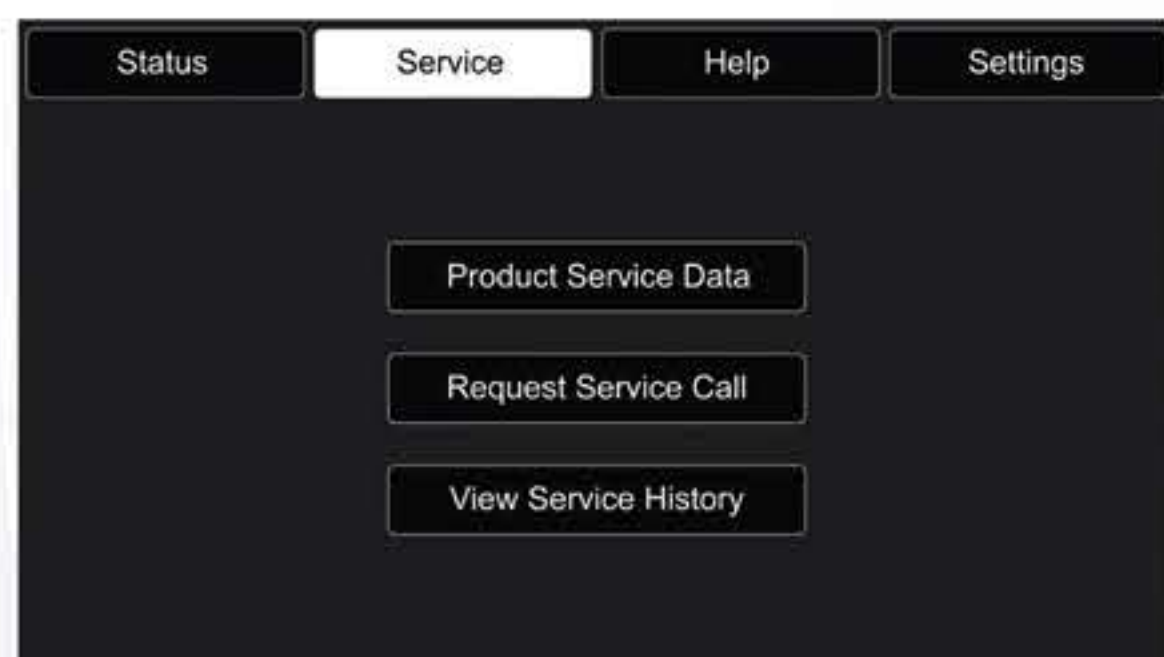 Status
Service
Help
Settings
Product Service Data
Request Service Call
View Service History